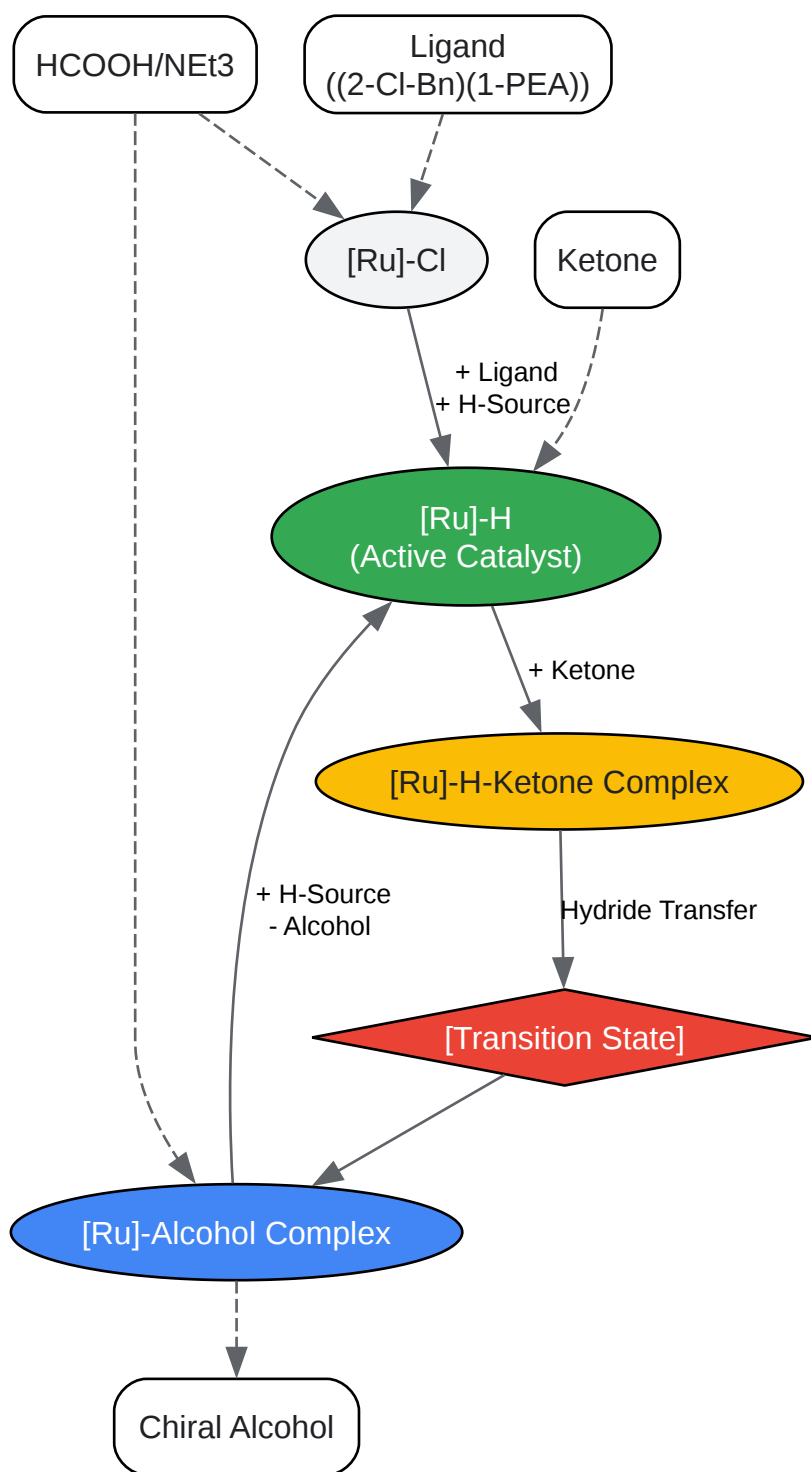 HCOOH/NEt3
Ligand
((2-Cl-Bn)(1-PEA))
[Ru]-Cl
Ketone
+ Ligand
+ H-Source
[Ru]-H
(Active Catalyst)
+ Ketone
[Ru]-H-Ketone Complex
+ H-Source
- Alcohol
Hydride Transfer
[Transition State]
[Ru]-Alcohol Complex
Chiral Alcohol